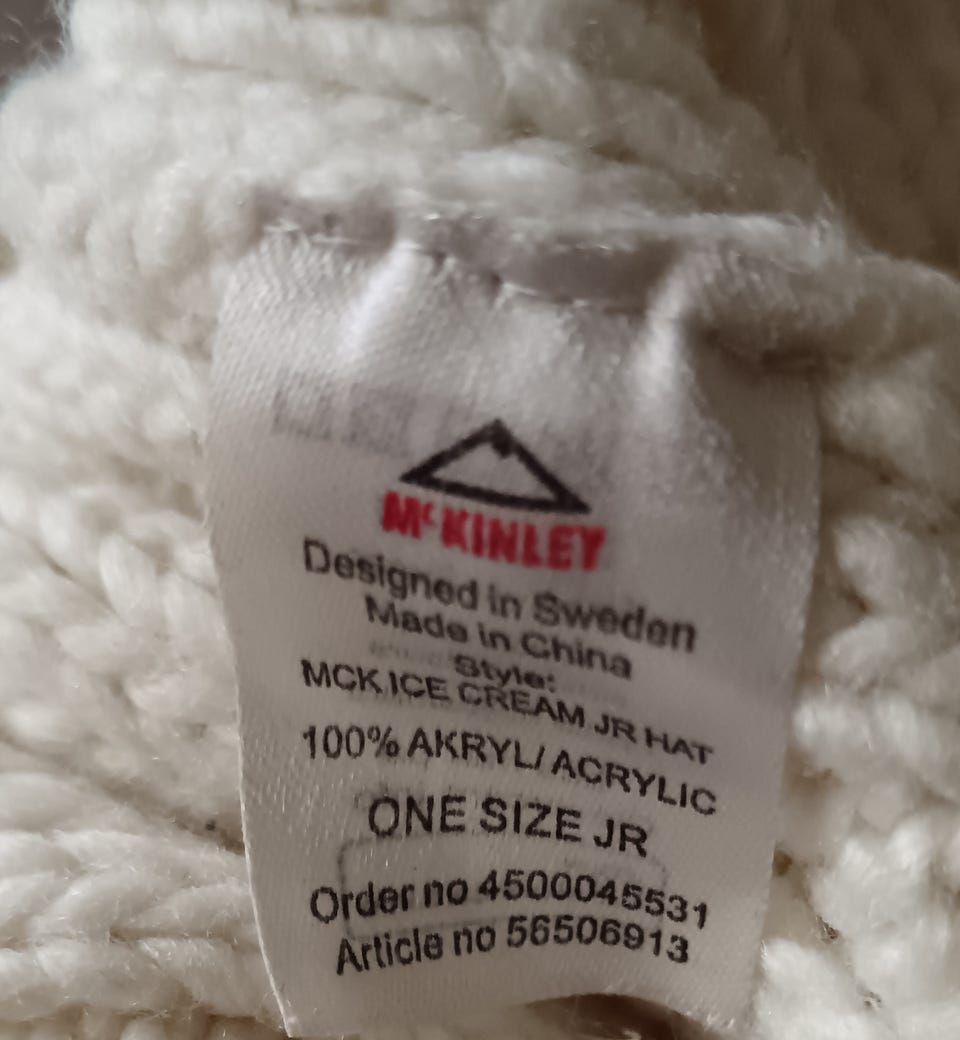 McKINLEY
Designed in Sweden
Made in China
Style:
MCK ICE CREAM JR HAT
100% AKRYL/ACRYLIC
ONE SIZE JR
Order no 4500045531
Article no 56506913